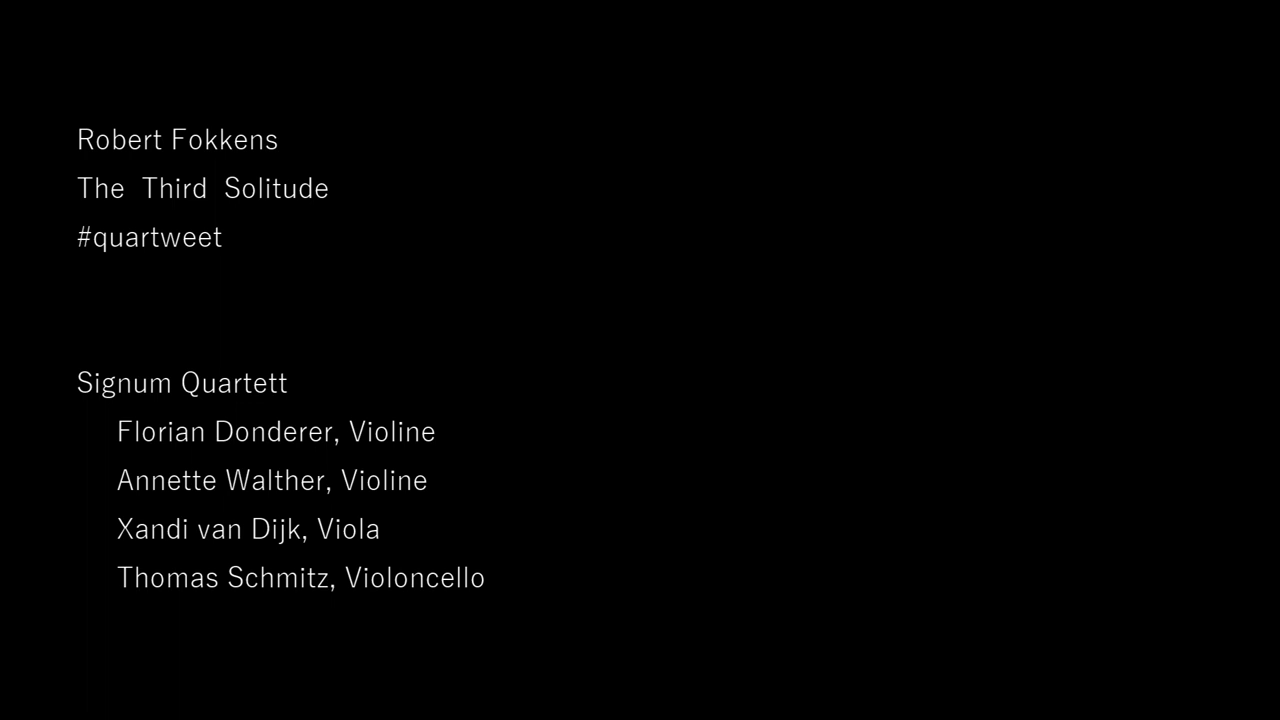 Robert Fokkens
The Third Solitude
#quartweet
Signum Quartett
Florian Donderer, Violine
Annette Walther, Violine
Xandi van Dijk, Viola
Thomas Schmitz, Violoncello